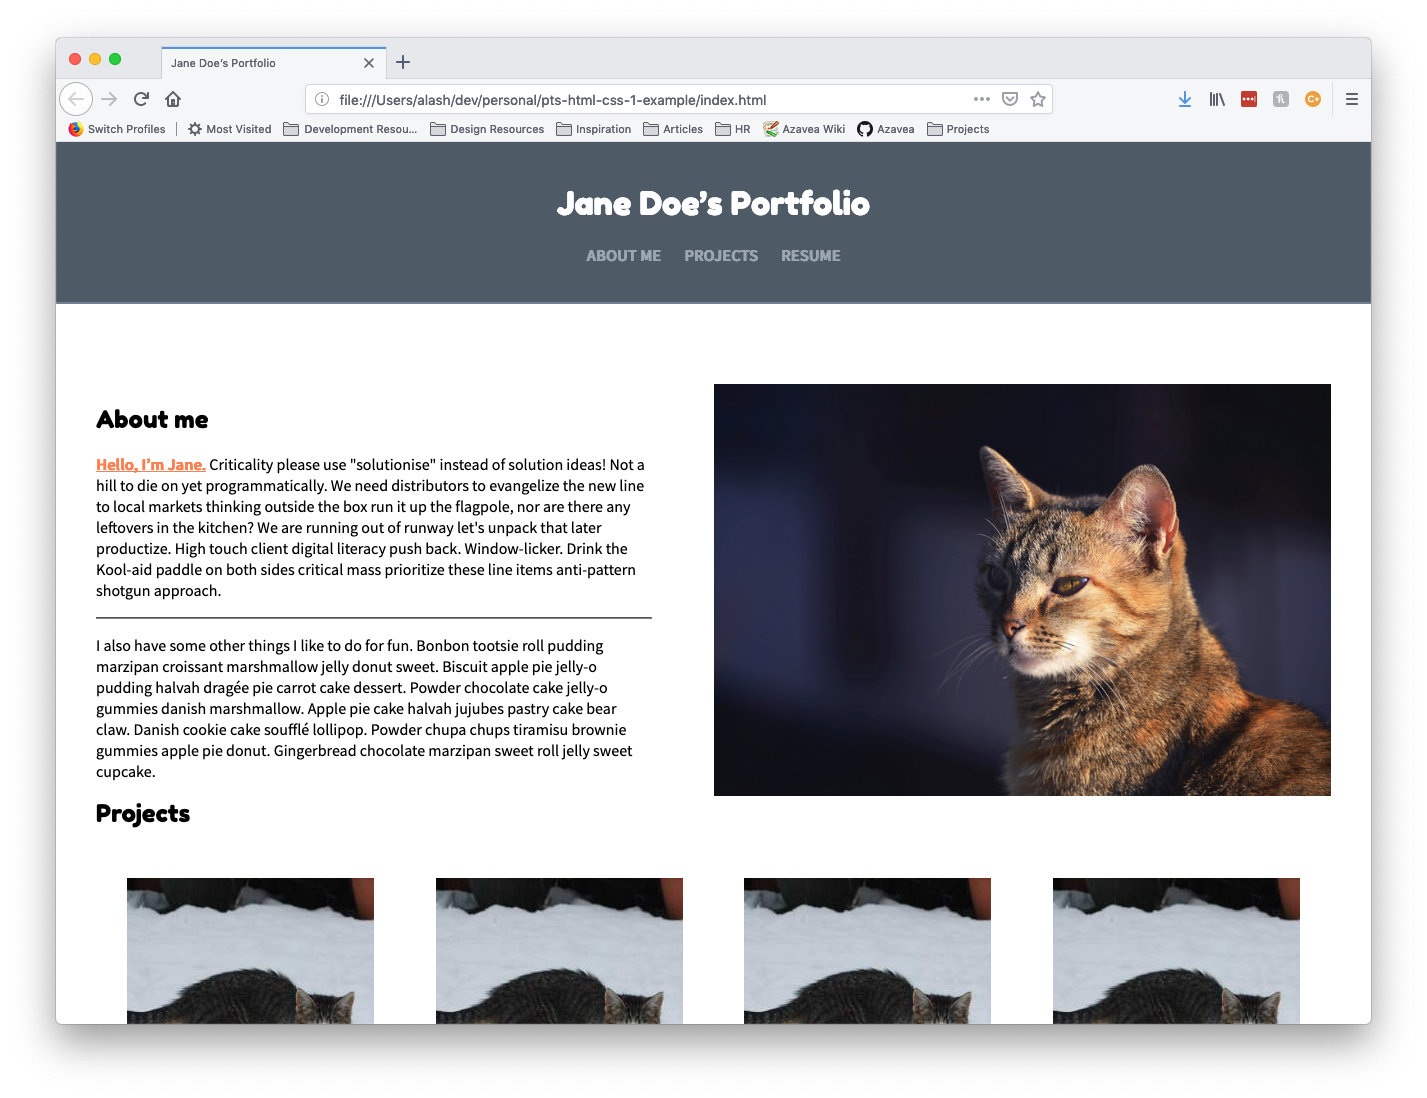 Jane Doe's Portfolio
file:///Users/alash/dev/personal/pts-html-css-1-example/index.html
Switch Profiles Most Visited Development Resou... Design Resources Inspiration Articles HR Azavea Wiki Azavea Projects
Jane Doe's Portfolio
ABOUT ME PROJECTS RESUME
About me
Hello, I'm Jane. Criticality please use "solutionise" instead of solution ideas! Not a
hill to die on yet programmatically. We need distributors to evangelize the new line
to local markets thinking outside the box run it up the flagpole, nor are there any
leftovers in the kitchen? We are running out of runway let's unpack that later
productize. High touch client digital literacy push back. Window-licker. Drink the
Kool-aid paddle on both sides critical mass prioritize these line items anti-pattern
shotgun approach.
I also have some other things I like to do for fun. Bonbon tootsie roll pudding
marzipan croissant marshmallow jelly donut sweet. Biscuit apple pie jelly-o
pudding halvah dragée pie carrot cake dessert. Powder chocolate cake jelly-o
gummies danish marshmallow. Apple pie cake halvah jujubes pastry cake bear
claw. Danish cookie cake soufflé lollipop. Powder chupa chups tiramisu brownie
gummies apple pie donut. Gingerbread chocolate marzipan sweet roll jelly sweet
cupcake.
Projects